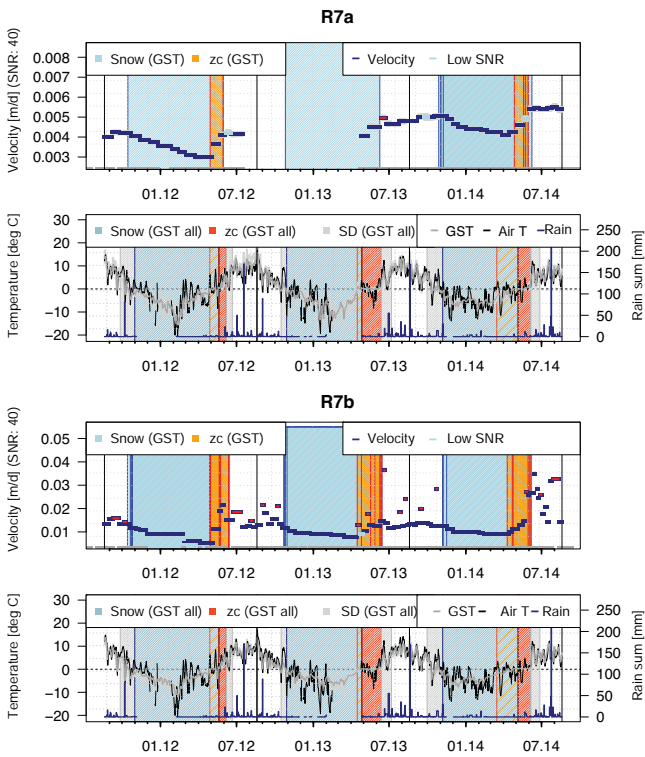 R7a
Velocity [m/d] (SNR: 40)
0.008
0.007
0.006
0.005
0.004
0.003
Snow (GST) zc (GST) Velocity Low SNR
01.12 07.12 01.13 07.13 01.14 07.14
Temperature [deg C]
30
20
10
0
−10
−20
Snow (GST all) zc (GST all) SD (GST all) GST Air T Rain
250
200
150
100
50
0
Rain sum [mm]
01.12 07.12 01.13 07.13 01.14 07.14
R7b
Velocity [m/d] (SNR: 40)
0.05
0.04
0.03
0.02
0.01
Snow (GST) zc (GST) Velocity Low SNR
01.12 07.12 01.13 07.13 01.14 07.14
Temperature [deg C]
30
20
10
0
−10
−20
Snow (GST all) zc (GST all) SD (GST all) GST Air T Rain
250
200
150
100
50
0
Rain sum [mm]
01.12 07.12 01.13 07.13 01.14 07.14